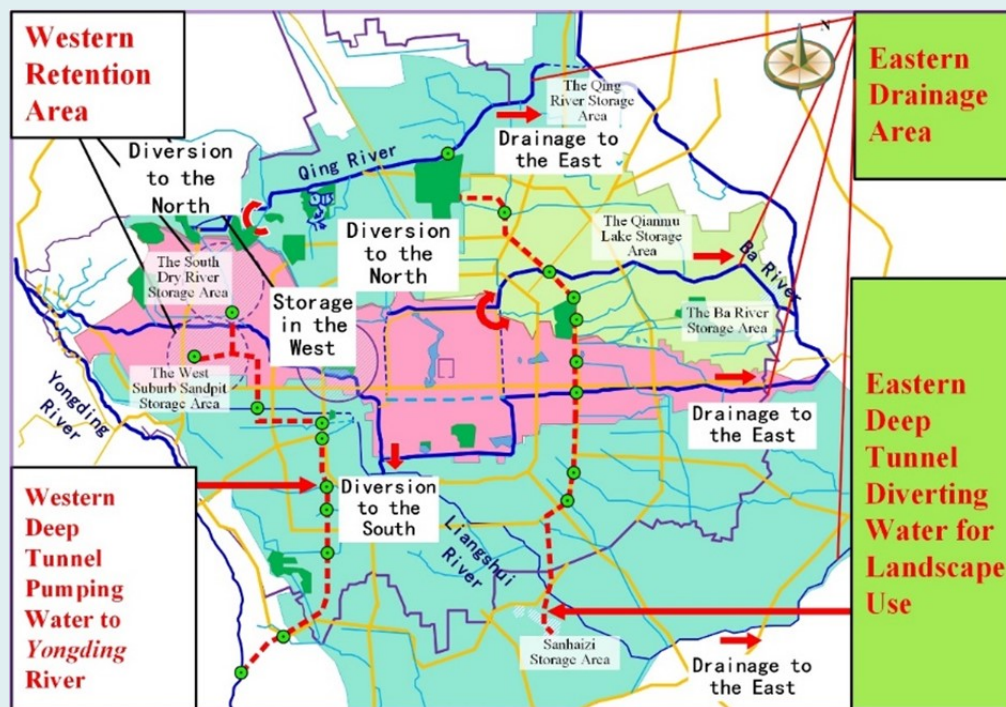 Western
Retention
Area
Eastern
Drainage
Area
N
The Qing
River Storage
Area
Drainage to
the East
Diversion
to the
North
Qing River
Diversion
to the
North
The Qianmu
Lake Storage
Area
Ba River
The South
Dry River
Storage Area
Storage
in the
West
The Ba River
Storage Area
The West
Suburb Sandpit
Storage Area
Yongding
River
Drainage to
the East
Eastern
Deep
Tunnel
Diverting
Water for
Landscape
Use
Western
Deep
Tunnel
Pumping
Water to
Yongding
River
Diversion
to the
South
Liangshui
River
Sanhaizi
Storage Area
Drainage to
the East